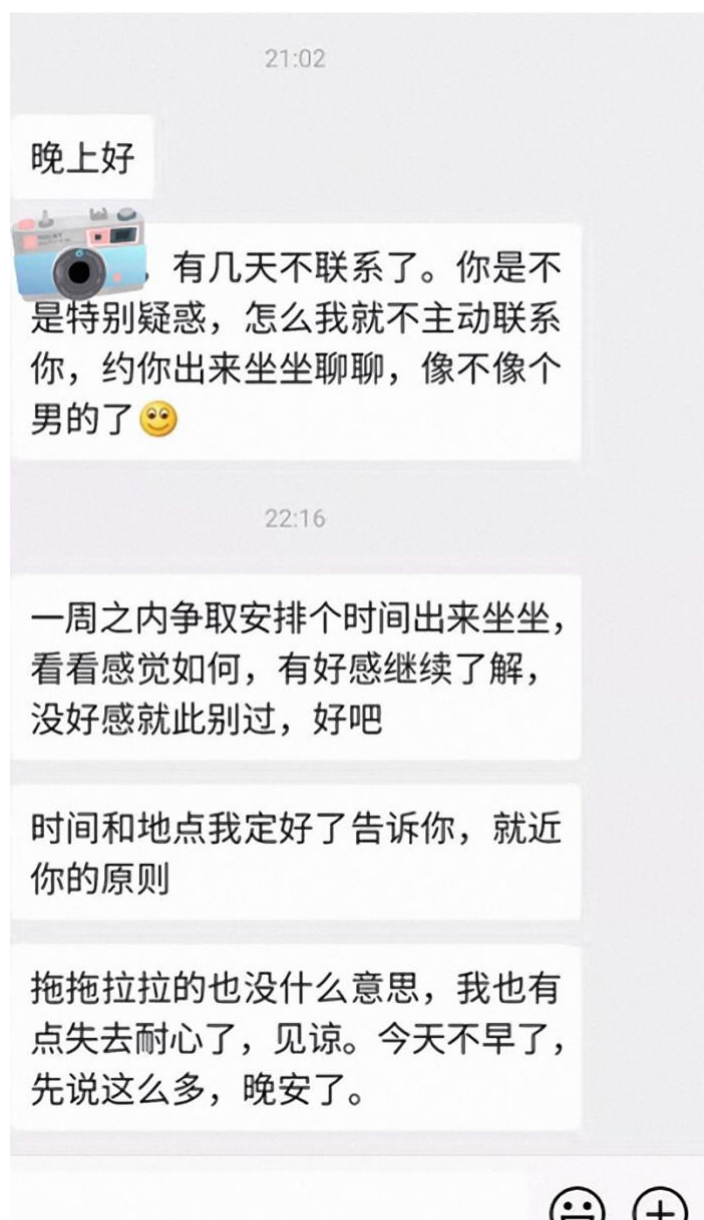 21:02
晚上好
有几天不联系了。你是不
是特别疑惑，怎么我就不主动联系
你，约你出来坐坐聊聊，像不像个
男的了
22:16
一周之内争取安排个时间出来坐坐，
看看感觉如何，有好感继续了解，
没好感就此别过，好吧
时间和地点我定好了告诉你，就近
你的原则
拖拖拉拉的也没什么意思，我也有
点失去耐心了，见谅。今天不早了，
先说这么多，晚安了。